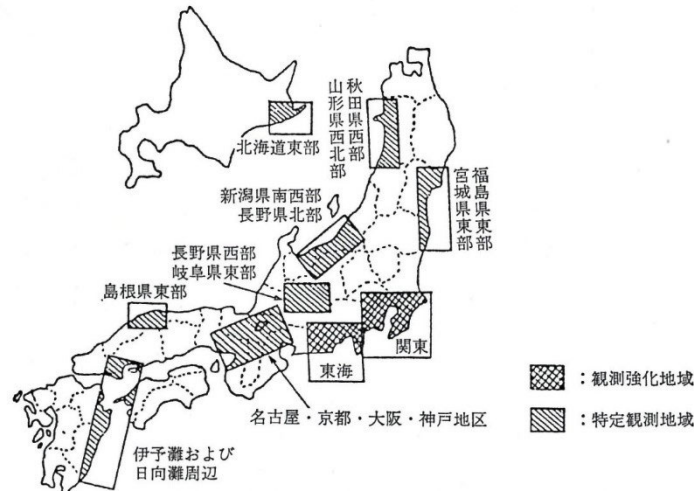 秋田県西部
山形県西北部
北海道東部
福島県東部
宮城県東部
新潟県南西部
長野県北部
長野県西部
岐阜県東部
島根県東部
関東
東海
：観測強化地域
名古屋・京都・大阪・神戸地区
：特定観測地域
伊予灘および
日向灘周辺